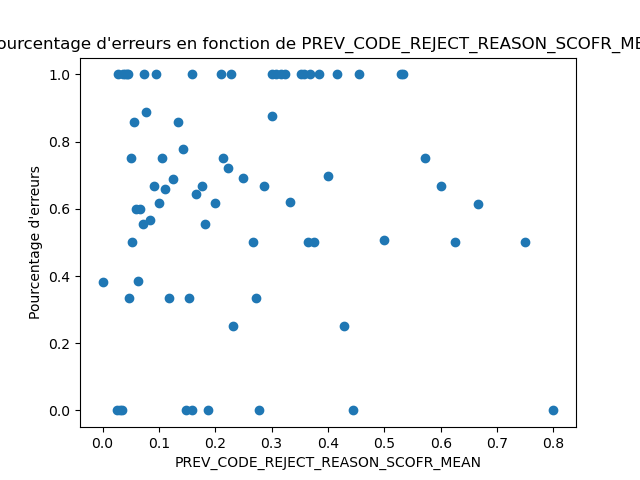 ourcentage d'erreurs en fonction de PREV_CODE_REJECT_REASON_SCOFR_ME
1.0
0.8
0.6
0.4
0.2
0.0
Pourcentage d'erreurs
0.0 0.1 0.2 0.3 0.4 0.5 0.6 0.7 0.8
PREV_CODE_REJECT_REASON_SCOFR_MEAN